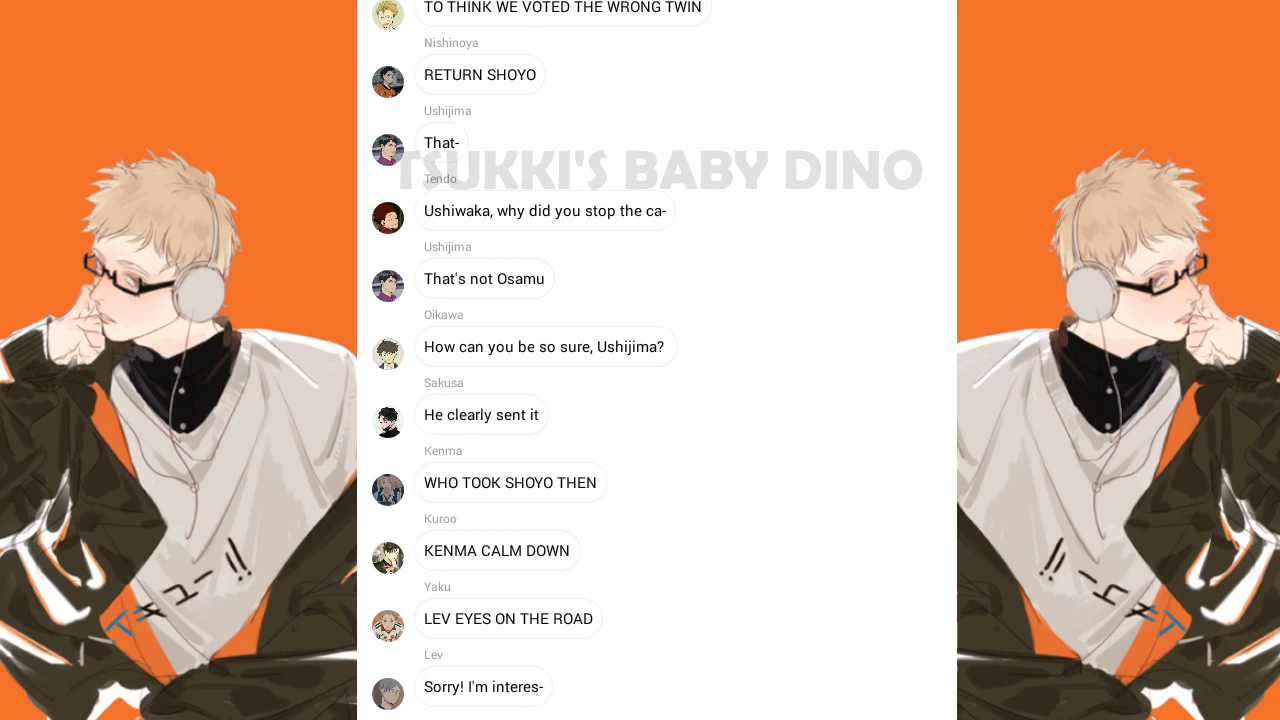 TO THINK WE VOTED THE WRONG TWIN
Nishinoya
RETURN SHOYO
Ushijima
That-
TSUKKI'S BABY DINO
Tendo
Ushiwaka, why did you stop the ca-
Ushijima
That's not Osamu
Oikawa
How can you be so sure, Ushijima?
Sakusa
He clearly sent it
Kenma
WHO TOOK SHOYO THEN
Kuroo
KENMA CALM DOWN
Yaku
LEV EYES ON THE ROAD
Lev
Sorry! I'm interes-